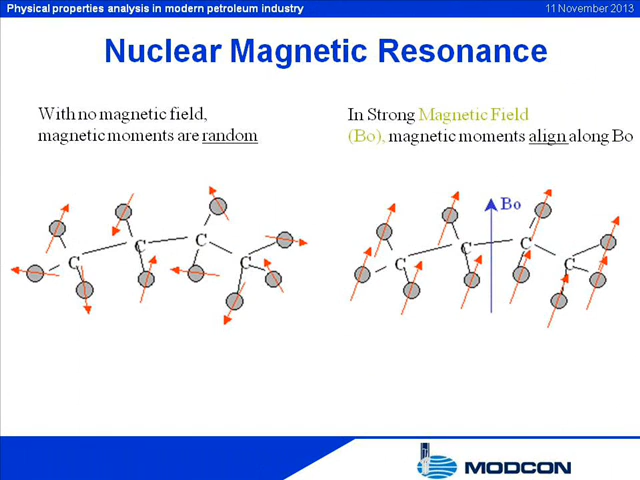 Physical properties analysis in modern petroleum industry
11 November 2013
Nuclear Magnetic Resonance
With no magnetic field,
magnetic moments are random
In Strong Magnetic Field
(Bo), magnetic moments align along Bo
C
C
C
C
Bo
C
C
C
C
MODCON